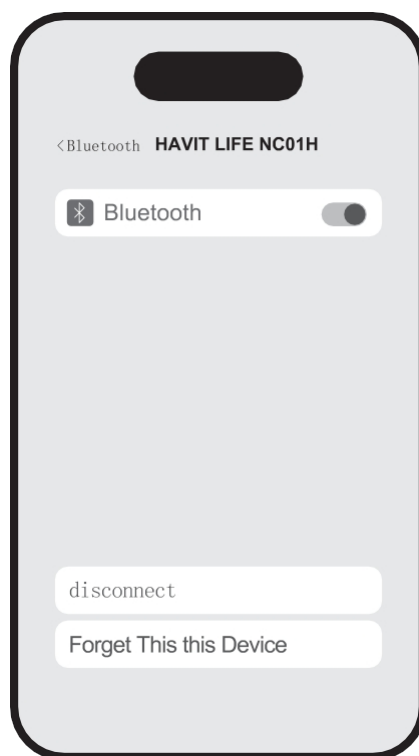 <Bluetooth HAVIT LIFE NC01H
Bluetooth
disconnect
Forget This this Device